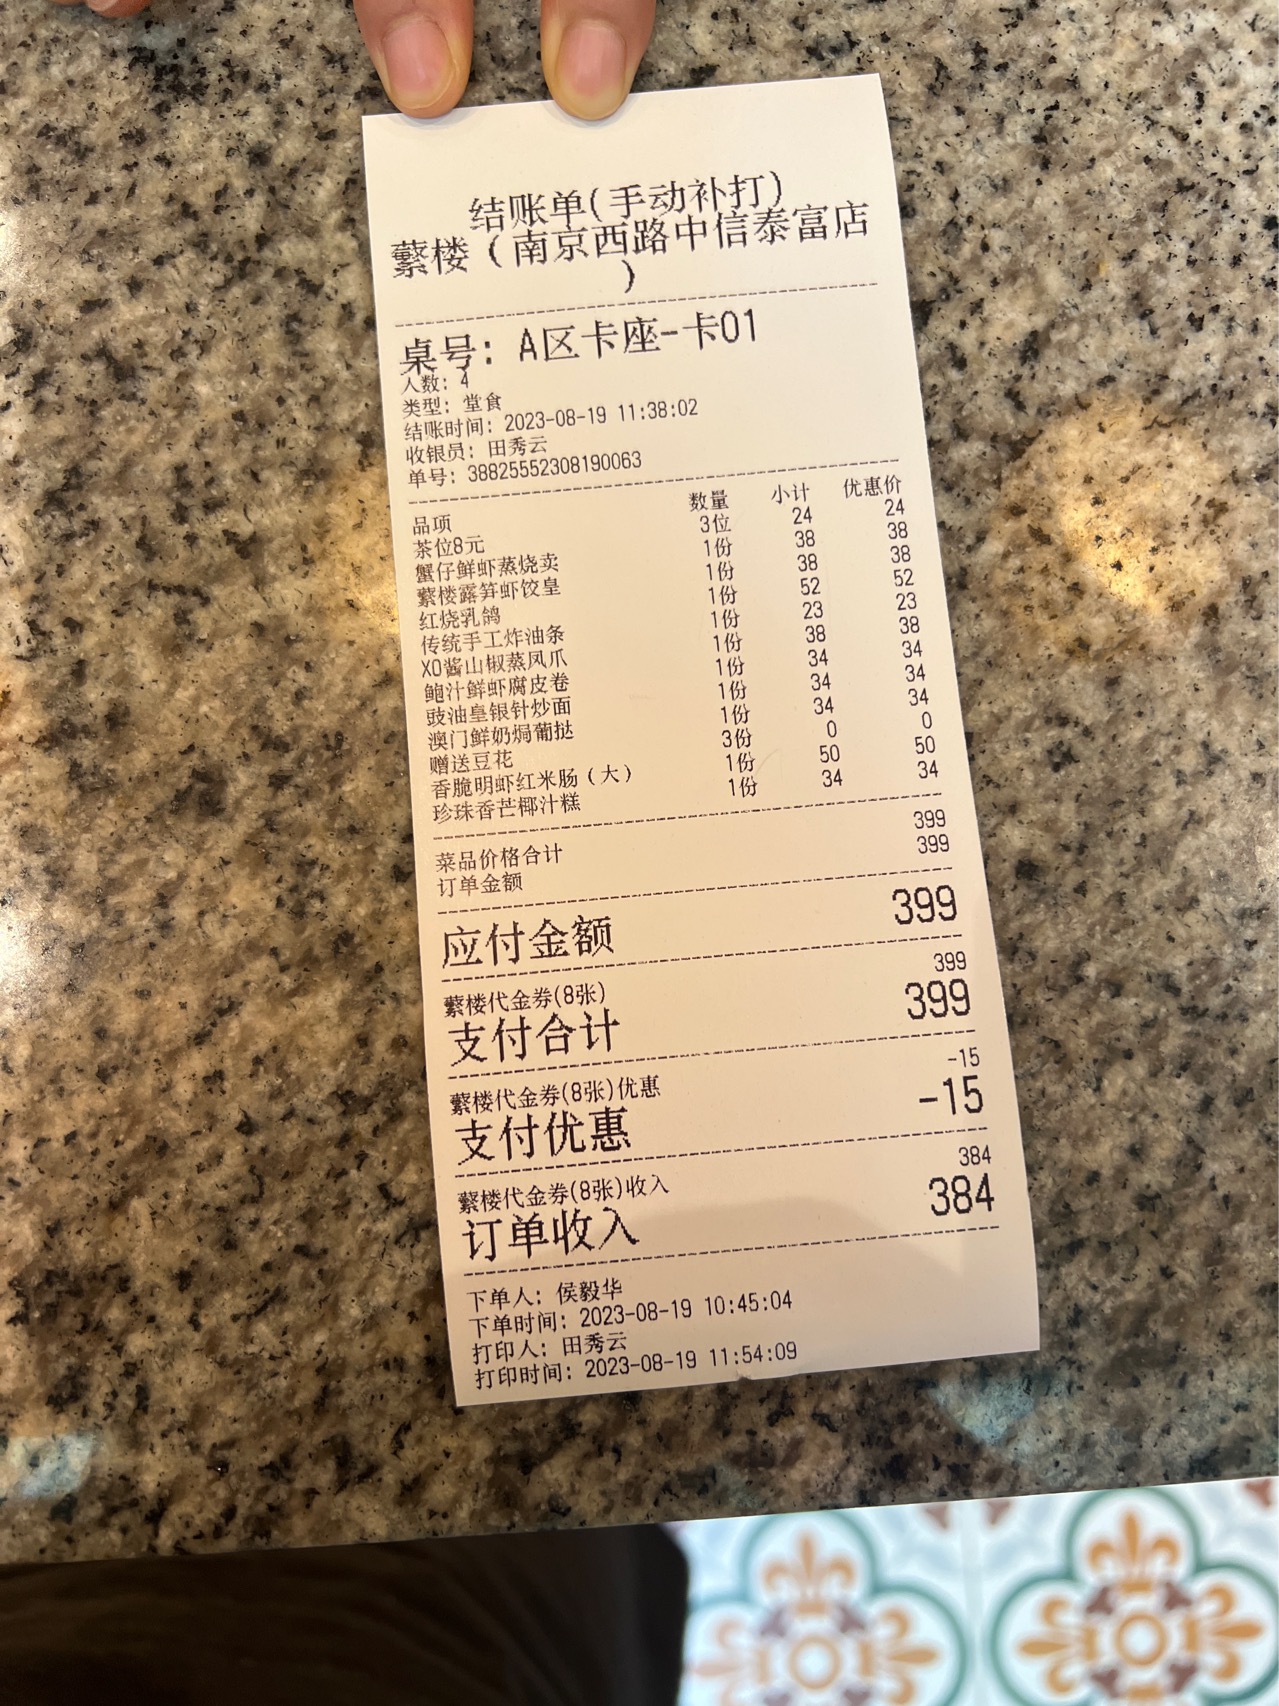 结账单(手动补打)
蘩楼（南京西路中信泰富店
）
桌号: A区卡座-卡01
人数: 4
类型: 堂食
结账时间: 2023-08-19 11:38:02
收银员: 田秀云
单号: 38825552308190063
品项 数量 小计 优惠价
茶位8元 3位 24 24
蟹仔鲜虾蒸烧卖 1份 38 38
蘩楼露笋虾饺皇 1份 38 38
红烧乳鸽 1份 52 52
传统手工炸油条 1份 23 23
XO酱山椒蒸凤爪 1份 38 38
鲍汁鲜虾腐皮卷 1份 34 34
豉油皇银针炒面 1份 34 34
澳门鲜奶焗葡挞 1份 34 34
赠送豆花 3份 0 0
香脆明虾红米肠（大） 1份 50 50
珍珠香芒椰汁糕 1份 34 34
菜品价格合计 399
订单金额 399
应付金额 399
蘩楼代金券(8张) 399
支付合计 399
蘩楼代金券(8张)优惠 -15
支付优惠 -15
蘩楼代金券(8张)收入 384
订单收入 384
下单人: 侯毅华
下单时间: 2023-08-19 10:45:04
打印人: 田秀云
打印时间: 2023-08-19 11:54:09